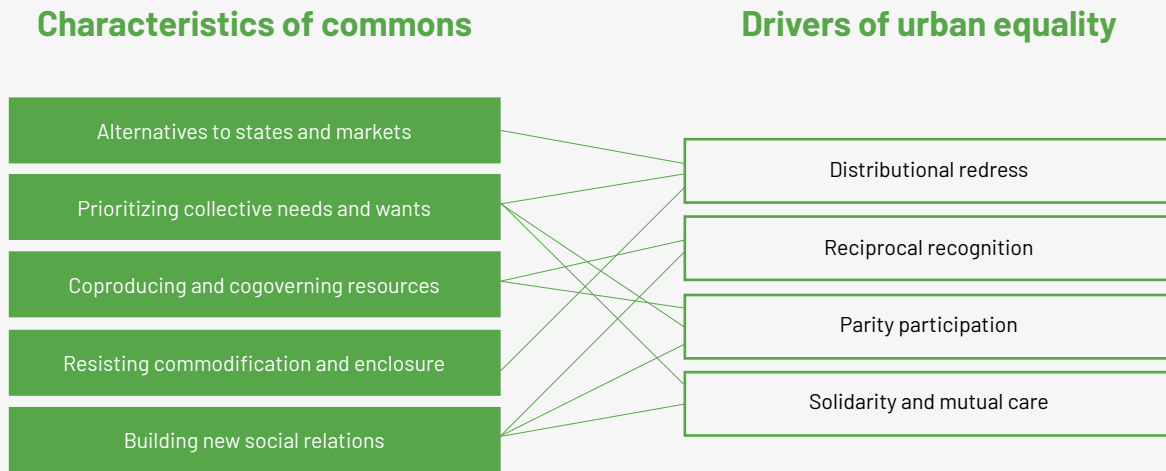 Characteristics of commons
Alternatives to states and markets
Prioritizing collective needs and wants
Coproducing and cogoverning resources
Resisting commodification and enclosure
Building new social relations
Drivers of urban equality
Distributional redress
Reciprocal recognition
Parity participation
Solidarity and mutual care